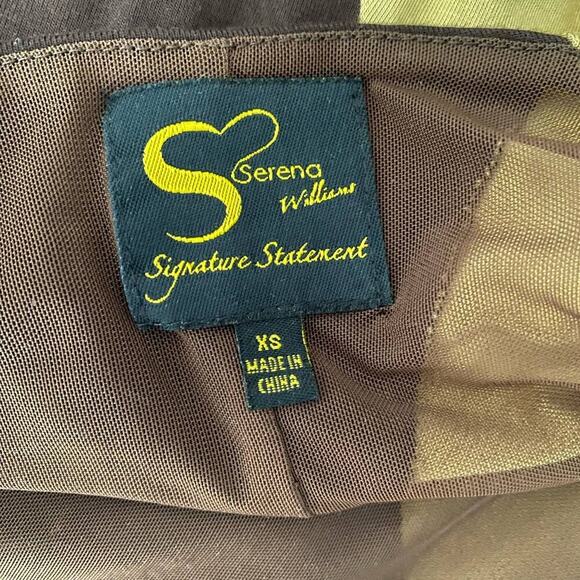 Serena
Williams
Signature Statement
XS
MADE IN
CHINA